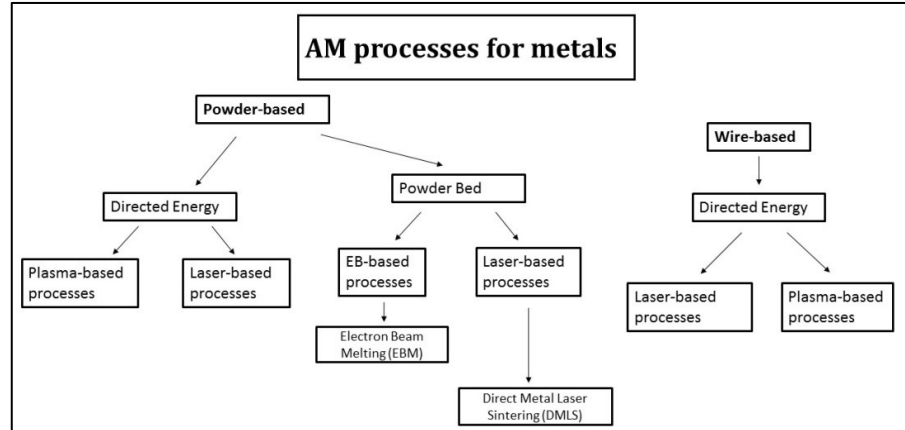 AM processes for metals
Powder-based
Wire-based
Powder Bed
Directed Energy
Directed Energy
Plasma-based
processes
Laser-based
processes
EB-based
processes
Laser-based
processes
Laser-based
processes
Plasma-based
processes
Electron Beam
Melting (EBM)
Direct Metal Laser
Sintering (DMLS)